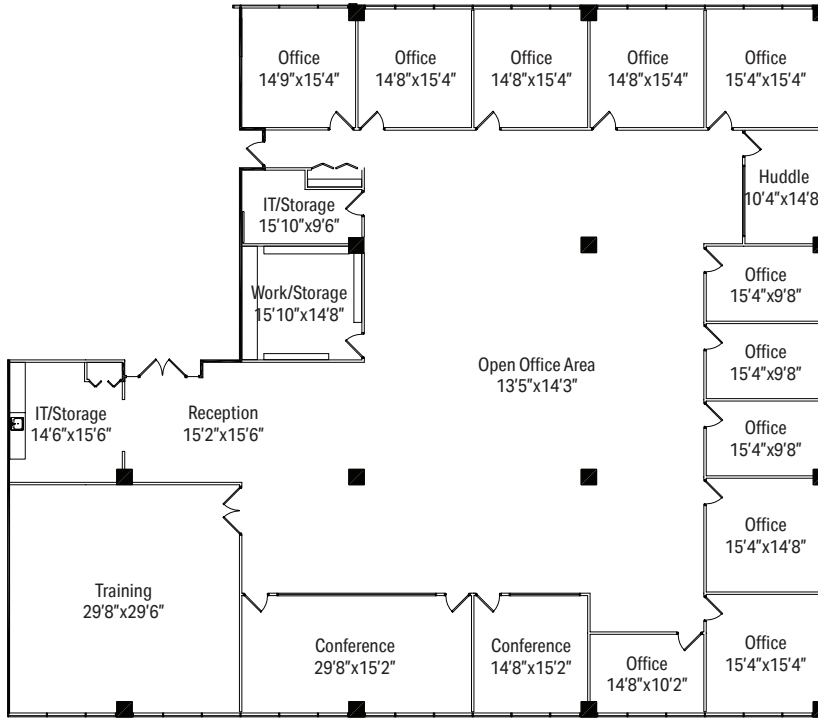 Office
14'9"x15'4"
Office
14'8"x15'4"
Office
14'8"x15'4"
Office
14'8"x15'4"
Office
15'4"x15'4"
Huddle
10'4"x14'8
IT/Storage
15'10"x9'6"
Work/Storage
15'10"x14'8"
Office
15'4"x9'8"
Office
15'4"x9'8"
Open Office Area
13'5"x14'3"
IT/Storage
14'6"x15'6"
Reception
15'2"x15'6"
Office
15'4"x9'8"
Office
15'4"x14'8"
Training
29'8"x29'6"
Conference
29'8"x15'2"
Conference
14'8"x15'2"
Office
14'8"x10'2"
Office
15'4"x15'4"